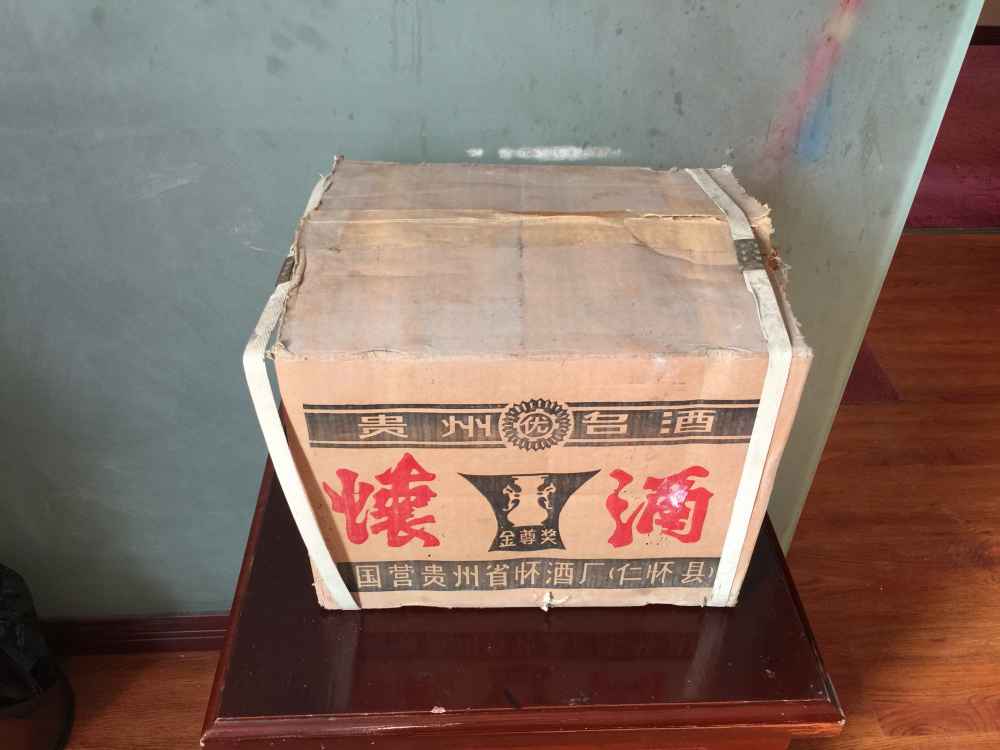 贵州 优 名酒
懷 酒
金尊奖
国营贵州省怀酒厂(仁怀县)